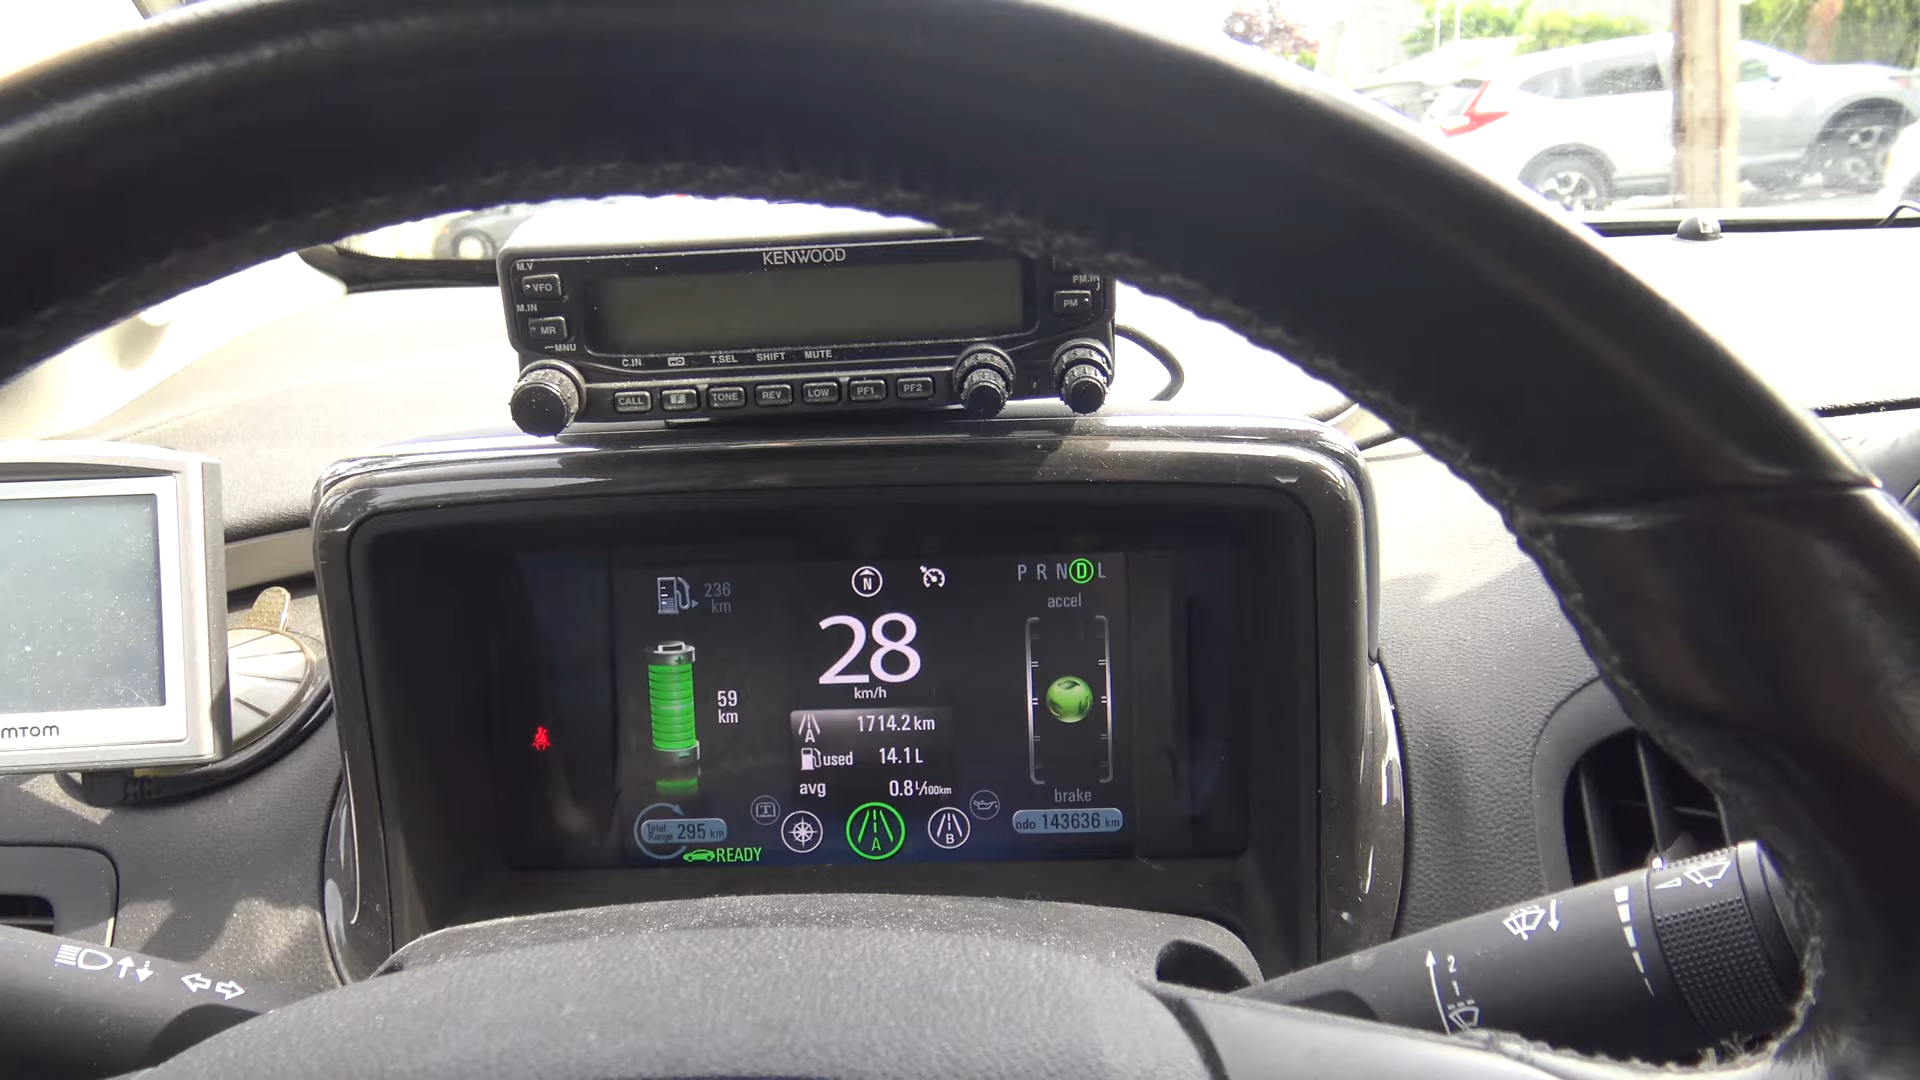 KENWOOD
M.V
VFO
M.IN
MR
MNU
C.IN T.SEL SHIFT MUTE
CALL F TONE REV LOW PF1 PF2
PM.IN
PM
MTOM
236
km
N
P R N D L
accel
28
km/h
59
km
A
1714.2 km
used 14.1 L
avg 0.8 L/100km
brake
Total
Range 295 km
T
A
B
odo 143636 km
READY
2
1